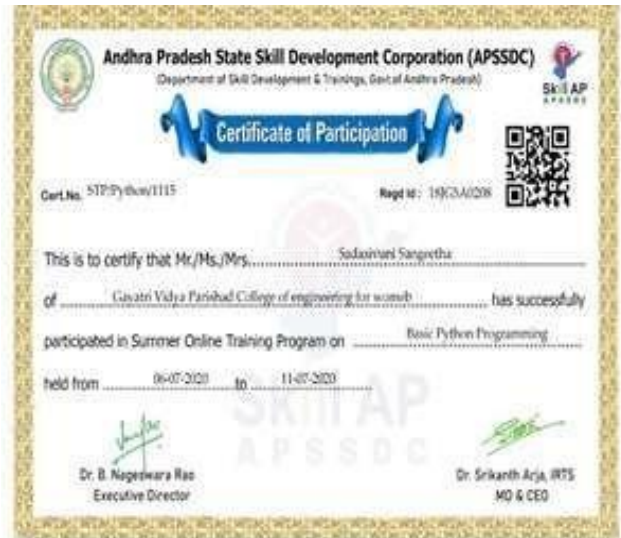 Andhra Pradesh State Skill Development Corporation (APSSDC)
(Department of Skill Development & Trainings, Govt of Andhra Pradesh)
Skill AP
APSSDC
Certificate of Participation
Cert.No. STP/Python/1115
Regd Id : 18JG5A0208
This is to certify that Mr./Ms./Mrs. Sadasivuni Sangeetha
of Gayatri Vidya Parishad College of engineering for womeb has successfully
participated in Summer Online Training Program on Basic Python Programming
held from 06-07-2020 to 11-07-2020
Skill AP
APSSDC
Dr. B. Nageswara Rao
Dr. Srikanth Arja, IRTS
Executive Director
MD & CEO